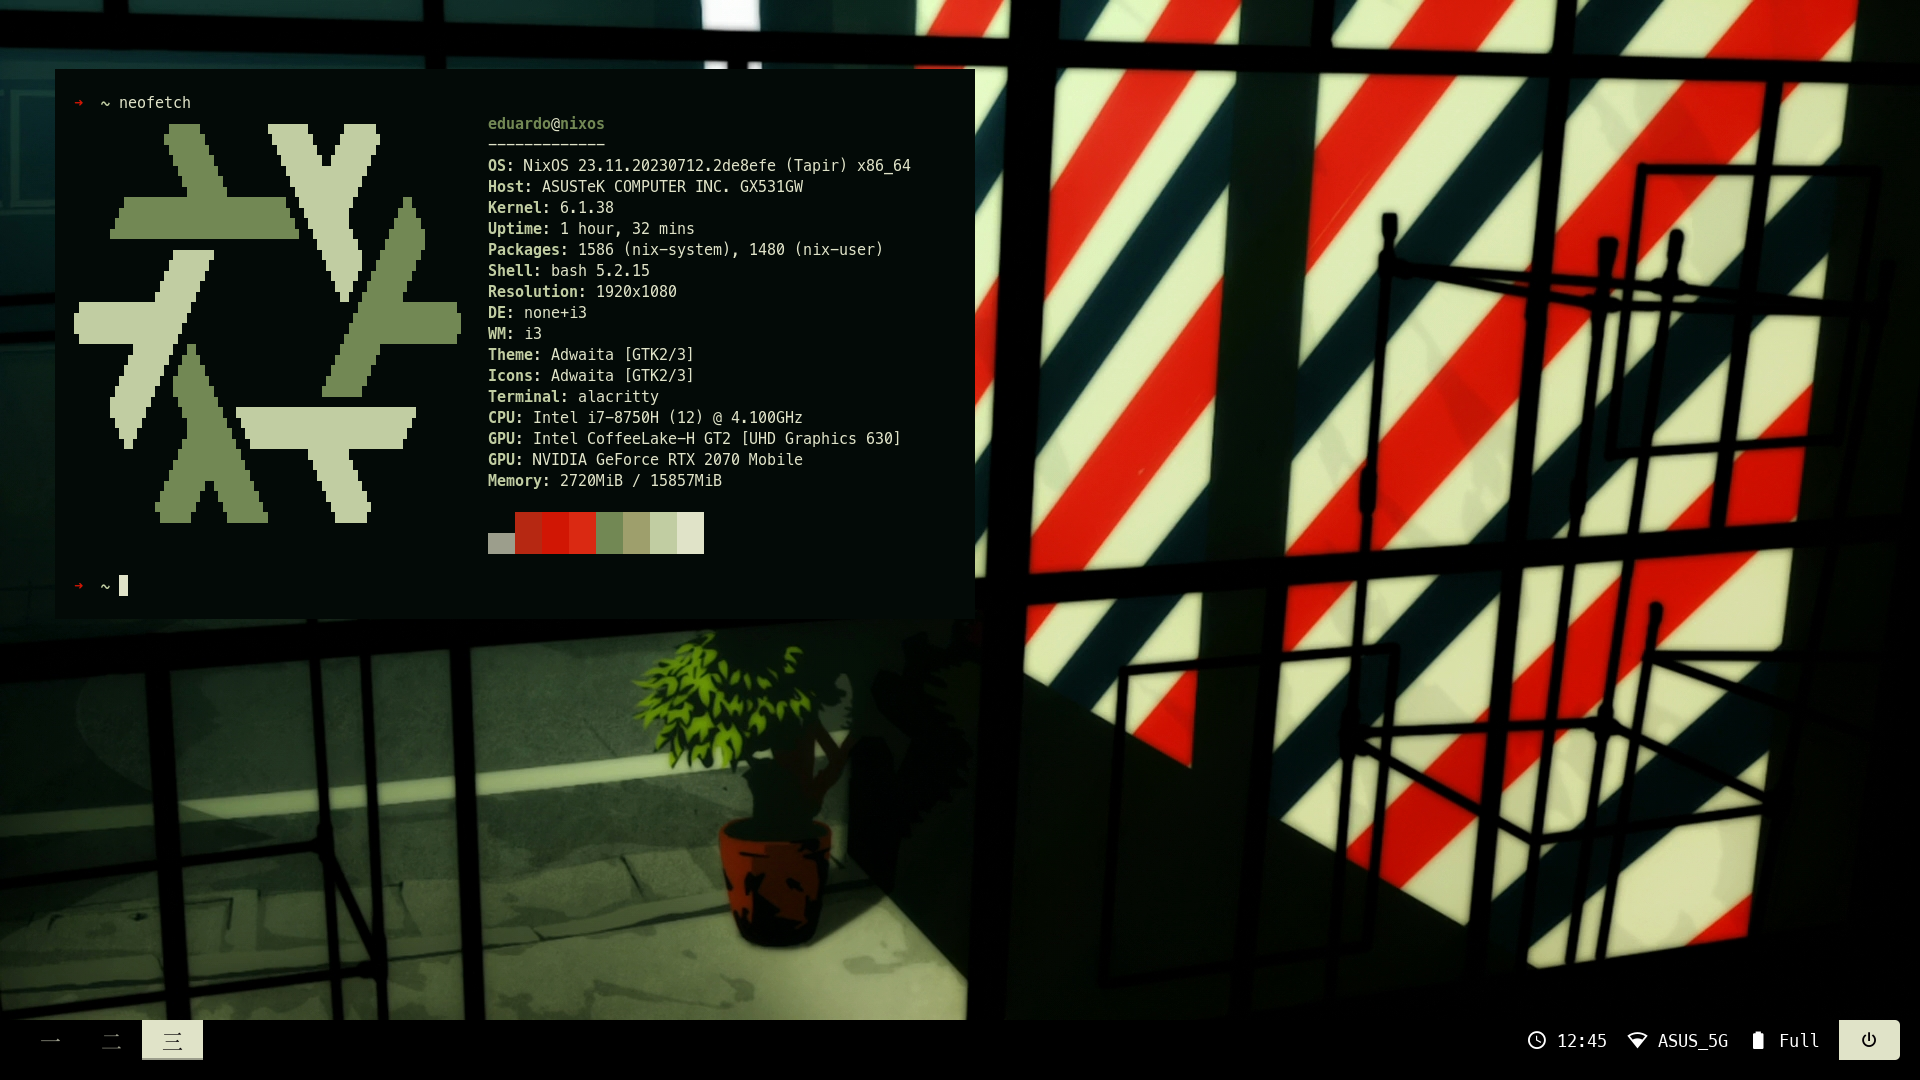 ➜ ~ neofetch
eduardo@nixos
-------------
OS: NixOS 23.11.20230712.2de8efe (Tapir) x86_64
Host: ASUSTeK COMPUTER INC. GX531GW
Kernel: 6.1.38
Uptime: 1 hour, 32 mins
Packages: 1586 (nix-system), 1480 (nix-user)
Shell: bash 5.2.15
Resolution: 1920x1080
DE: none+i3
WM: i3
Theme: Adwaita [GTK2/3]
Icons: Adwaita [GTK2/3]
Terminal: alacritty
CPU: Intel i7-8750H (12) @ 4.100GHz
GPU: Intel CoffeeLake-H GT2 [UHD Graphics 630]
GPU: NVIDIA GeForce RTX 2070 Mobile
Memory: 2720MiB / 15857MiB
➜ ~
一 二 三 12:45 ASUS_5G Full